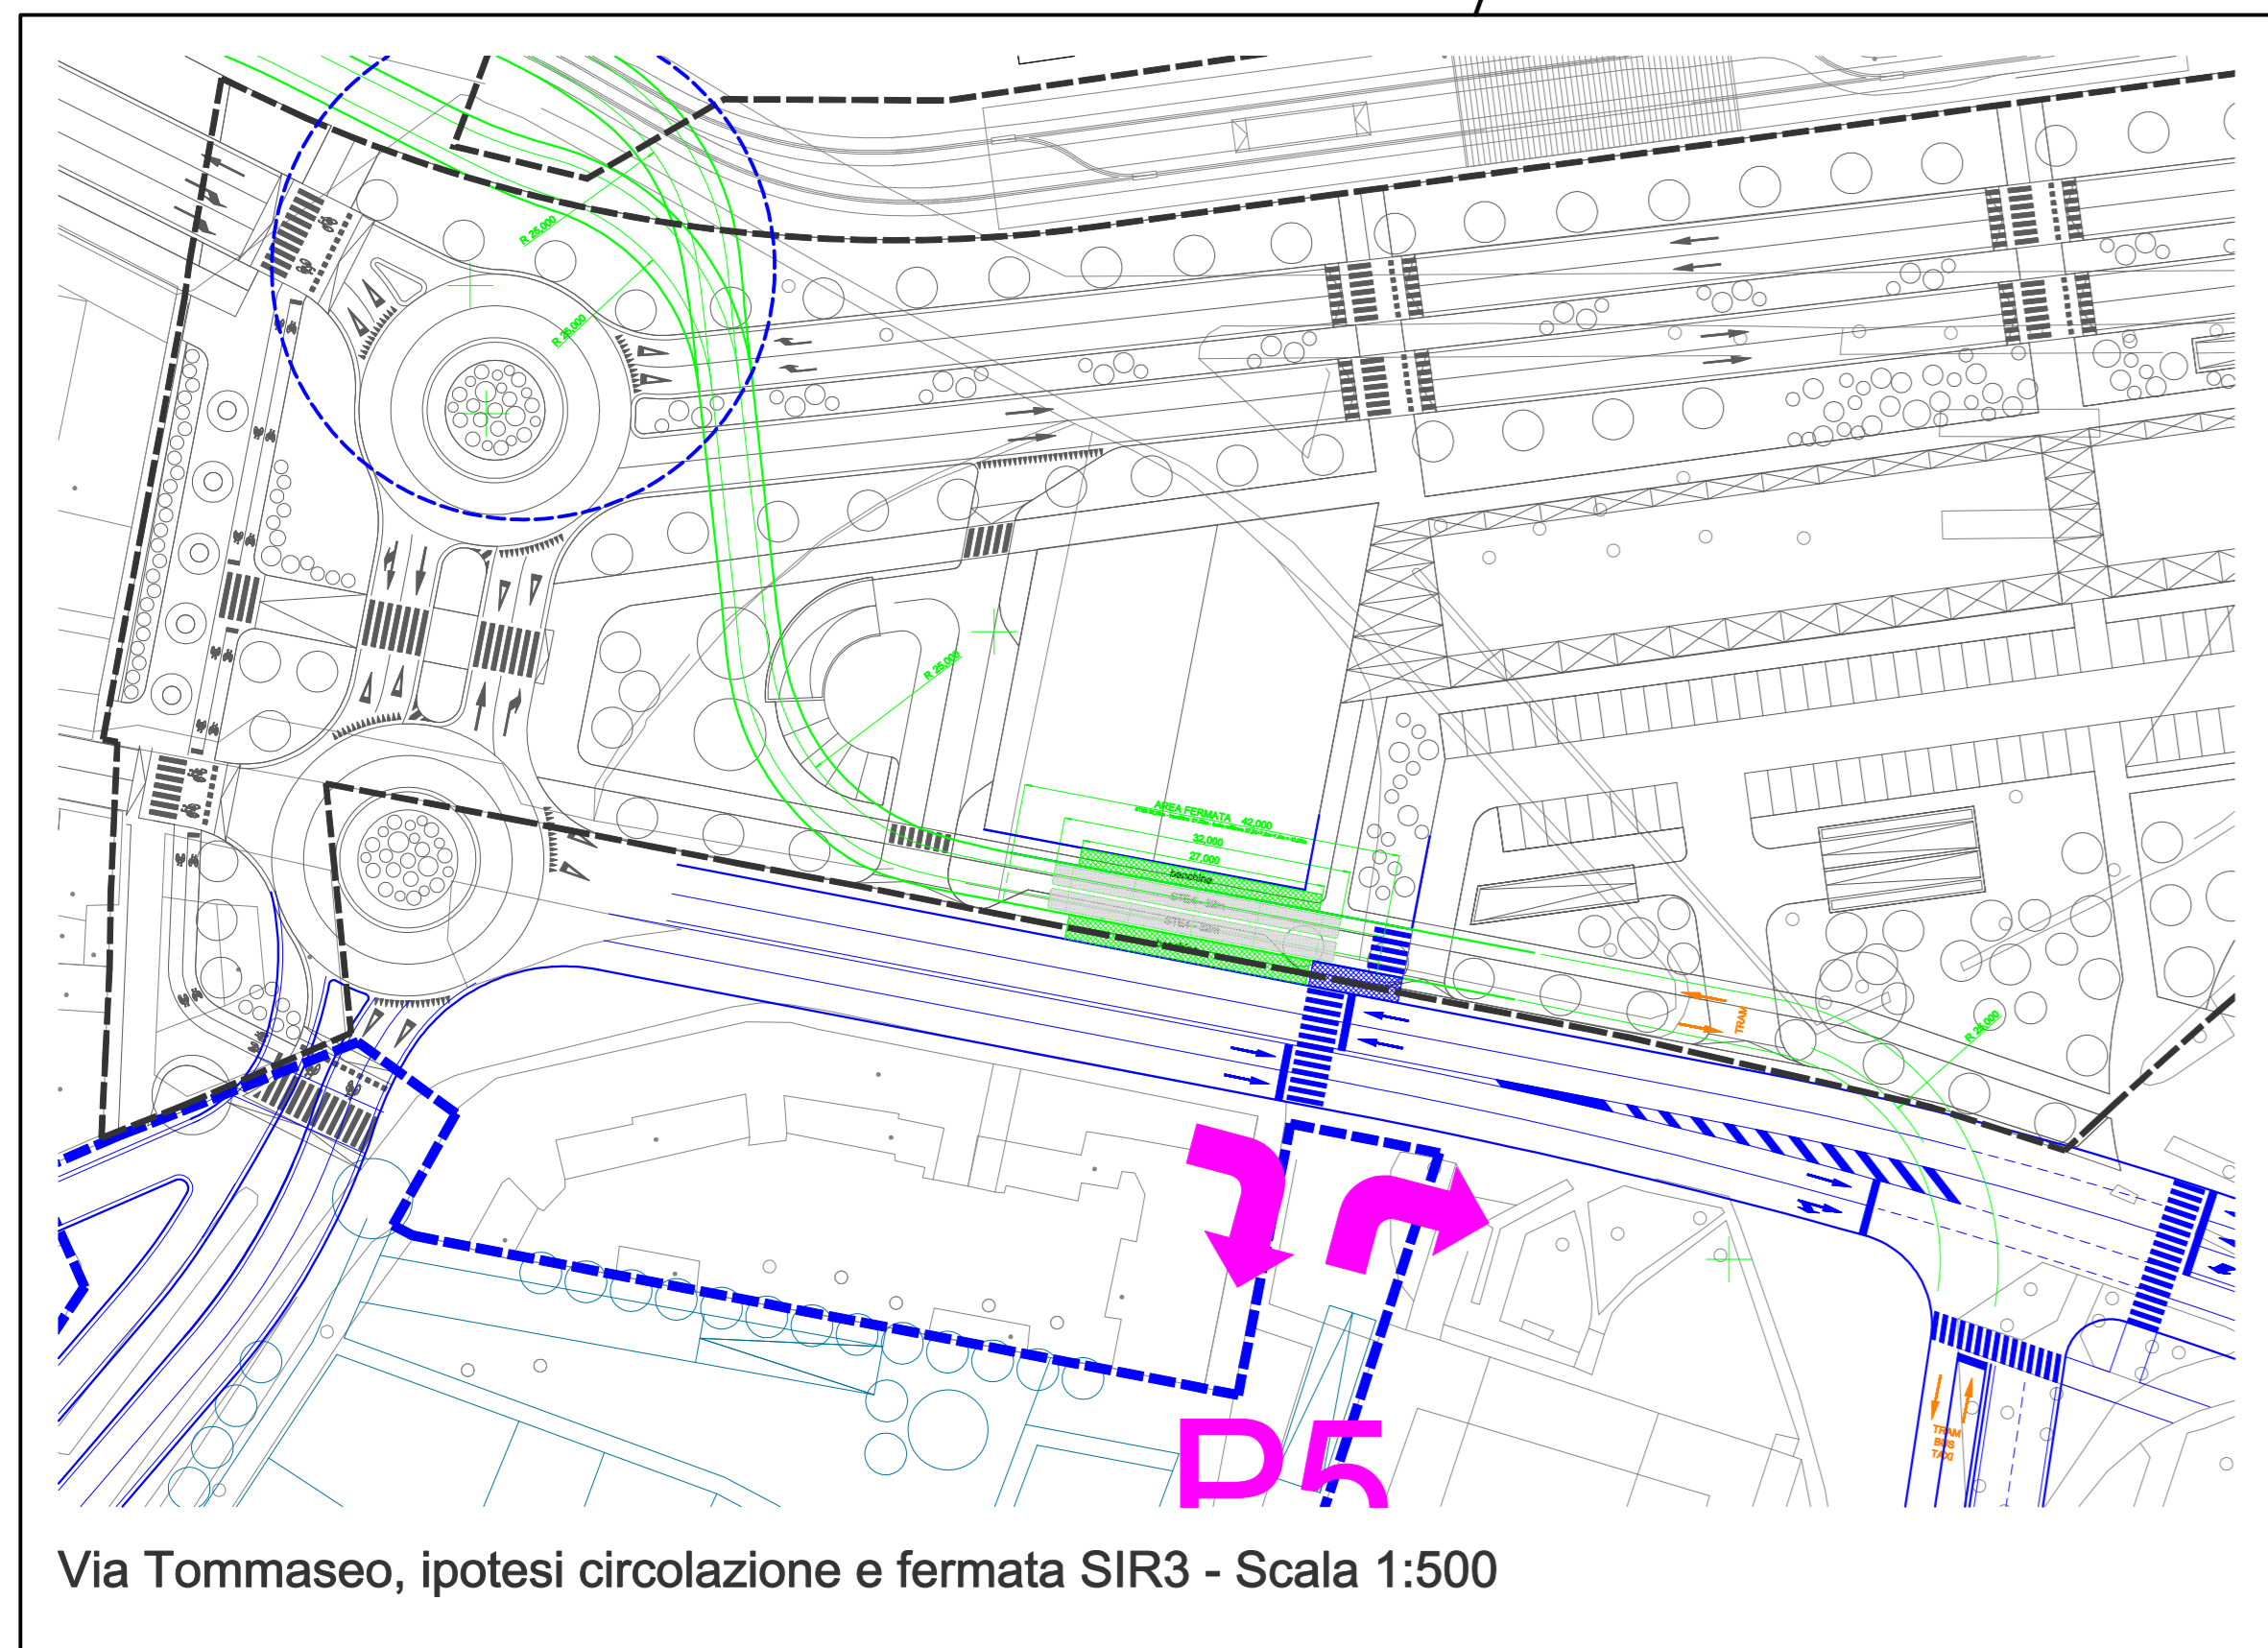 R 25,000
R 25,000
R 25,000
AREA FERMATA 42,000
32,000
27,000
banchina
TRAM
R 25,000
P5
TRAM
BUS
TAXI
Via Tommaseo, ipotesi circolazione e fermata SIR3 - Scala 1:500